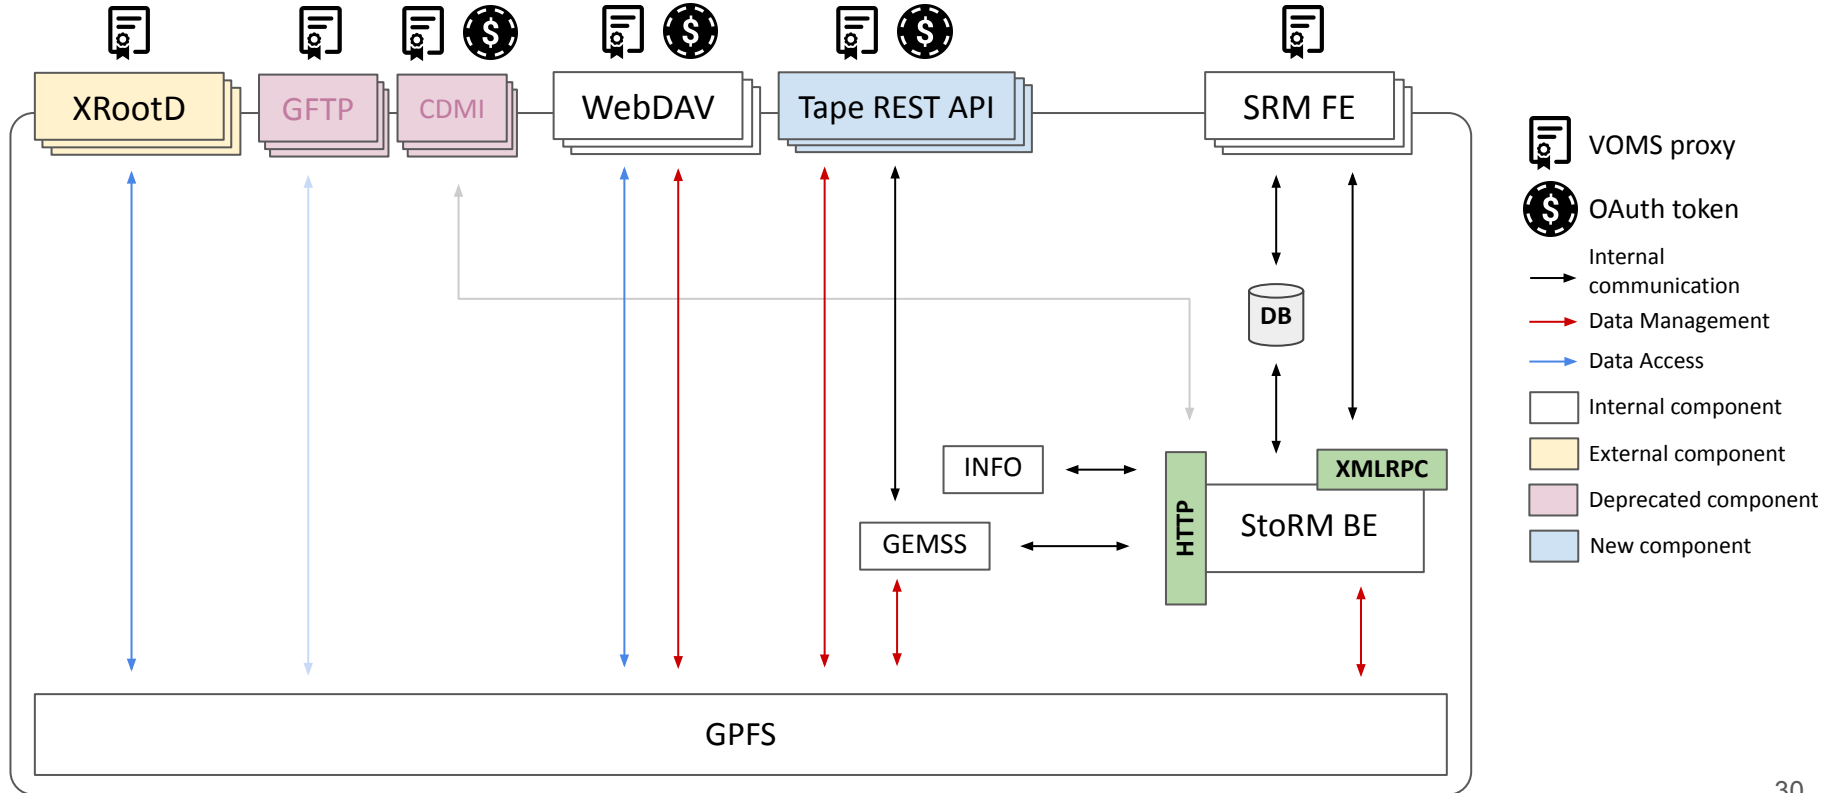 XRootD
GFTP
CDMI
WebDAV
Tape REST API
SRM FE
VOMS proxy
$ OAuth token
Internal
communication
Data Management
Data Access
Internal component
External component
Deprecated component
New component
DB
INFO
XMLRPC
HTTP
StoRM BE
GEMSS
GPFS
30